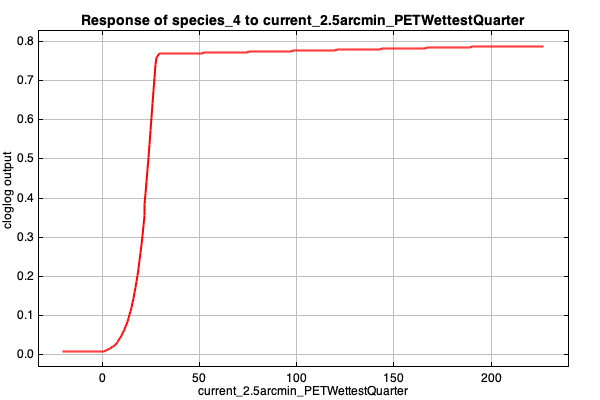 Response of species_4 to current_2.5arcmin_PETWettestQuarter
cloglog output
0.8
0.7
0.6
0.5
0.4
0.3
0.2
0.1
0.0
0 50 100 150 200
current_2.5arcmin_PETWettestQuarter